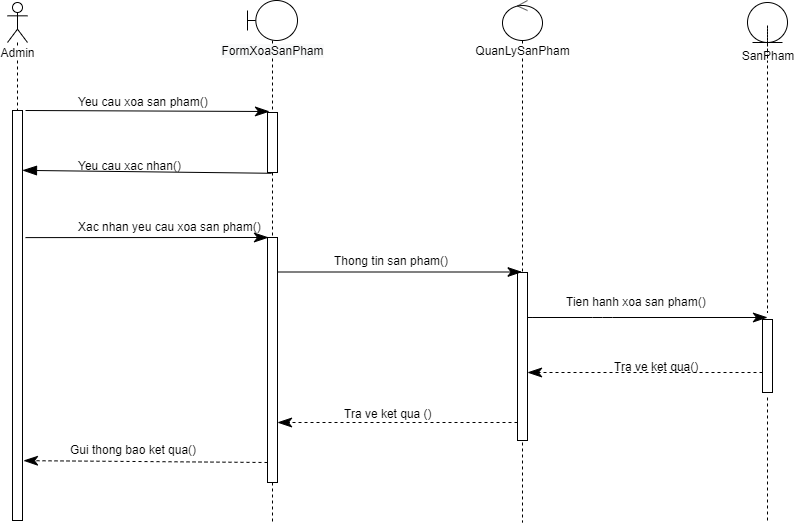 Admin
FormXoaSanPham
QuanLySanPham
SanPham
Yeu cau xoa san pham()
Yeu cau xac nhan()
Xac nhan yeu cau xoa san pham()
Thong tin san pham()
Tien hanh xoa san pham()
Tra ve ket qua()
Tra ve ket qua ()
Gui thong bao ket qua()